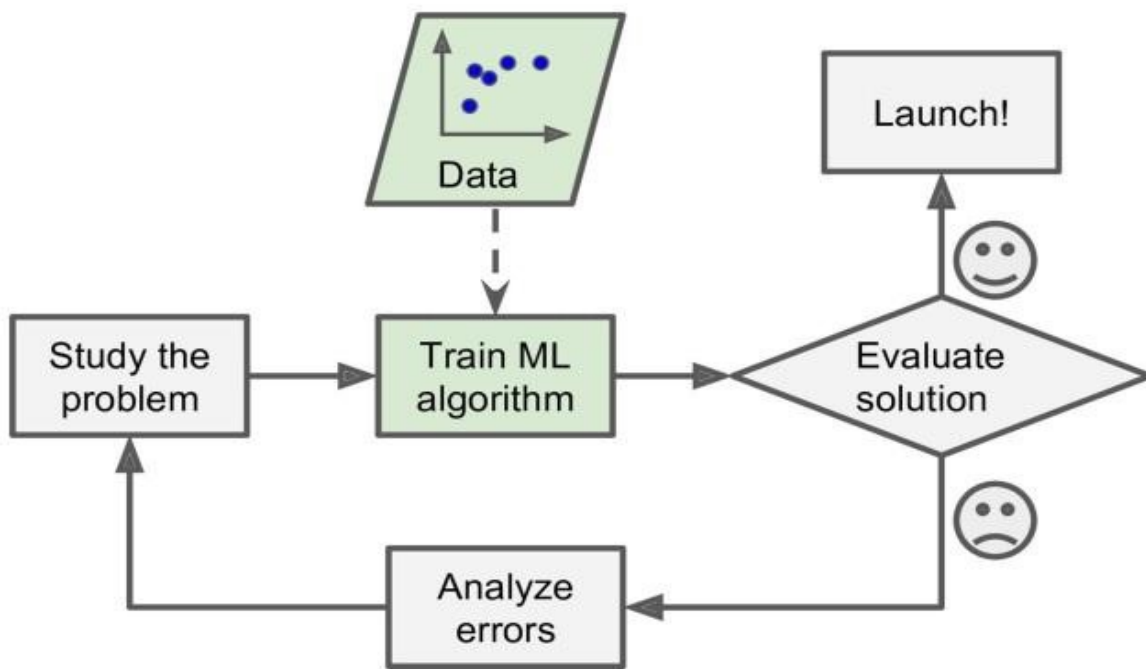 Data
Launch!
Study the
problem
Train ML
algorithm
Evaluate
solution
Analyze
errors